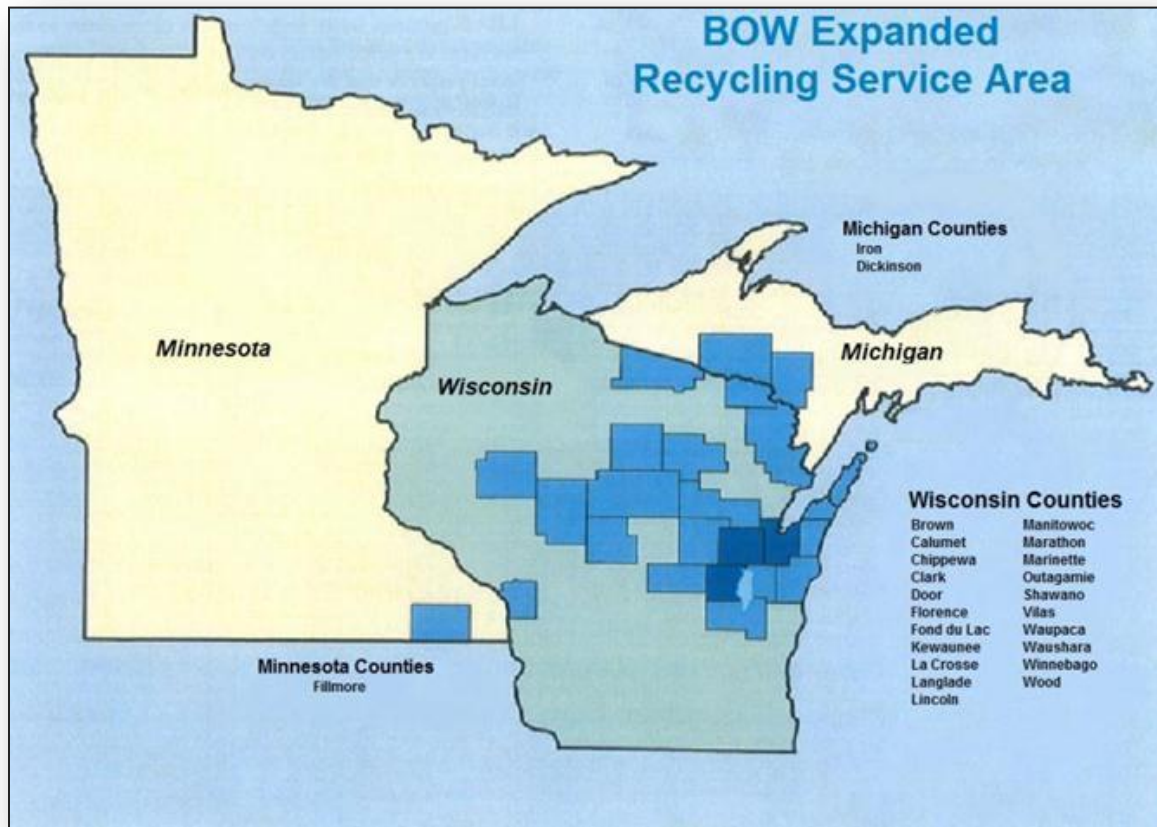 BOW Expanded
Recycling Service Area
Michigan Counties
Iron
Dickinson
Minnesota
Wisconsin
Michigan
Wisconsin Counties
Brown
Calumet
Chippewa
Clark
Door
Florence
Fond du Lac
Kewaunee
La Crosse
Langlade
Lincoln
Manitowoc
Marathon
Marinette
Outagamie
Shawano
Vilas
Waupaca
Waushara
Winnebago
Wood
Minnesota Counties
Fillmore